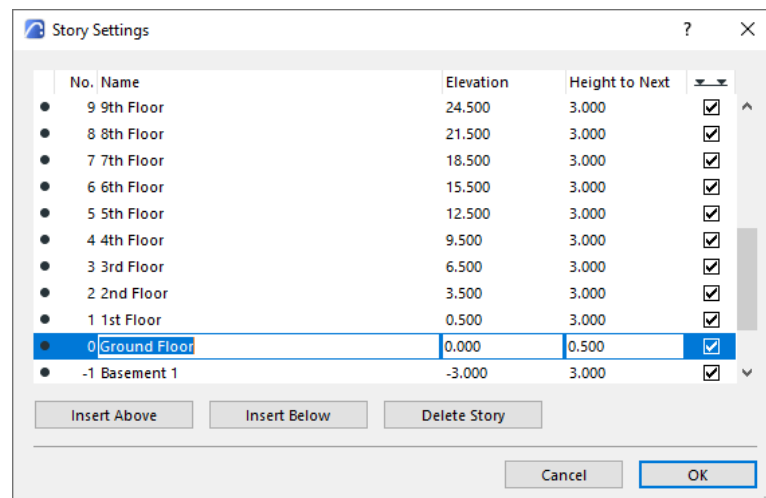 Story Settings ?
No. Name Elevation Height to Next
9 9th Floor 24.500 3.000
8 8th Floor 21.500 3.000
7 7th Floor 18.500 3.000
6 6th Floor 15.500 3.000
5 5th Floor 12.500 3.000
4 4th Floor 9.500 3.000
3 3rd Floor 6.500 3.000
2 2nd Floor 3.500 3.000
1 1st Floor 0.500 3.000
0 Ground Floor 0.000 0.500
-1 Basement 1 -3.000 3.000
Insert Above Insert Below Delete Story
Cancel OK